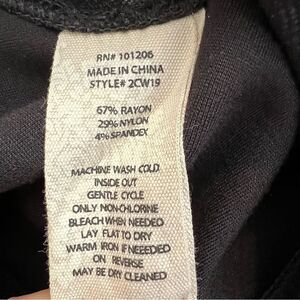 RN# 101206
MADE IN CHINA
STYLE# 2CW19
67% RAYON
29% NYLON
4% SPANDEX
MACHINE WASH COLD
INSIDE OUT
GENTLE CYCLE
ONLY NON-CHLORINE
BLEACH WHEN NEEDED
LAY FLAT TO DRY
WARM IRON IF NEEEDED
ON REVERSE
MAY BE DRY CLEANED